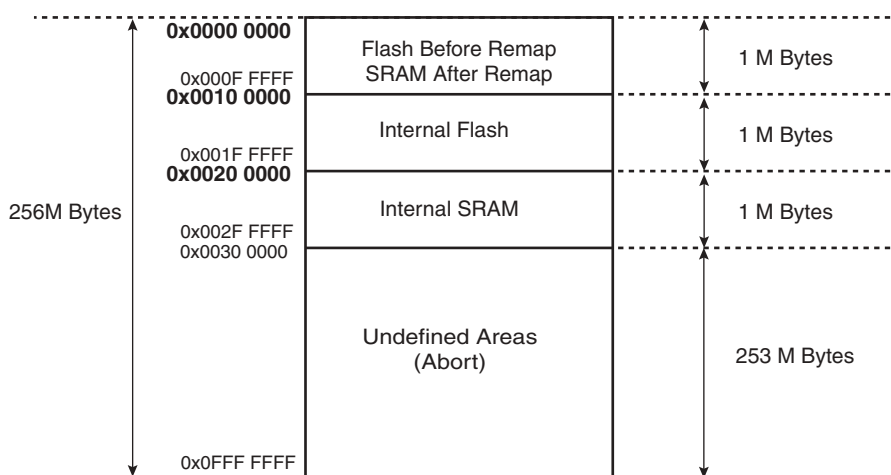 0x0000 0000
Flash Before Remap
SRAM After Remap
1 M Bytes
0x000F FFFF
0x0010 0000
Internal Flash
1 M Bytes
0x001F FFFF
0x0020 0000
256M Bytes
Internal SRAM
1 M Bytes
0x002F FFFF
0x0030 0000
Undefined Areas
(Abort)
253 M Bytes
0x0FFF FFFF